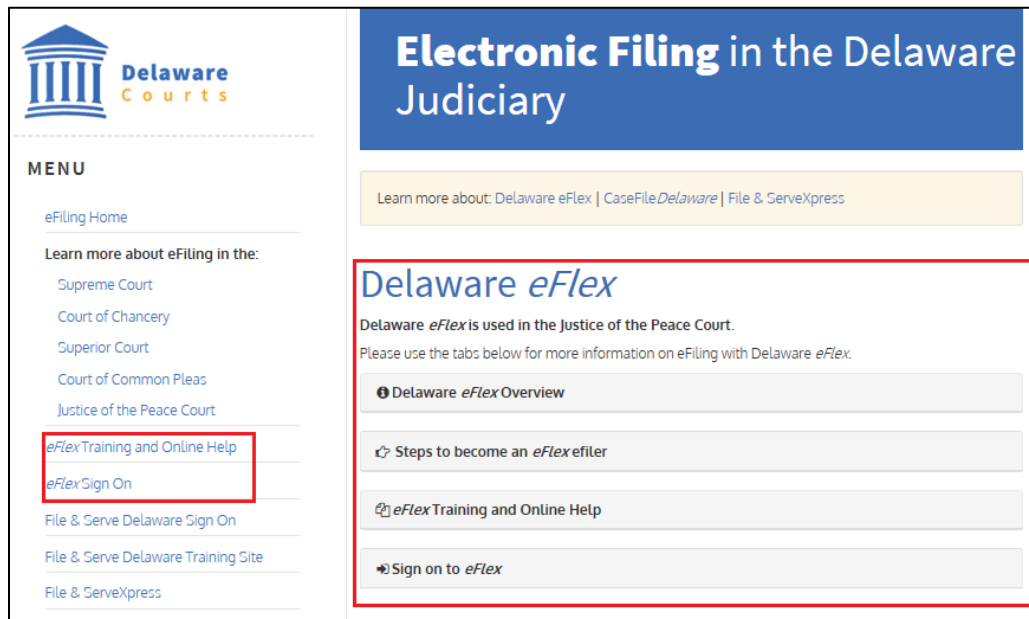 Delaware
Courts
MENU
eFiling Home
Learn more about eFiling in the:
Supreme Court
Court of Chancery
Superior Court
Court of Common Pleas
Justice of the Peace Court
eFlex Training and Online Help
eFlex Sign On
File & Serve Delaware Sign On
File & Serve Delaware Training Site
File & ServeXpress
Electronic Filing in the Delaware
Judiciary
Learn more about: Delaware eFlex | CaseFileDelaware | File & ServeXpress
Delaware eFlex
Delaware eFlex is used in the Justice of the Peace Court.
Please use the tabs below for more information on eFiling with Delaware eFlex.
Delaware eFlex Overview
Steps to become an eFlex efiler
eFlex Training and Online Help
Sign on to eFlex